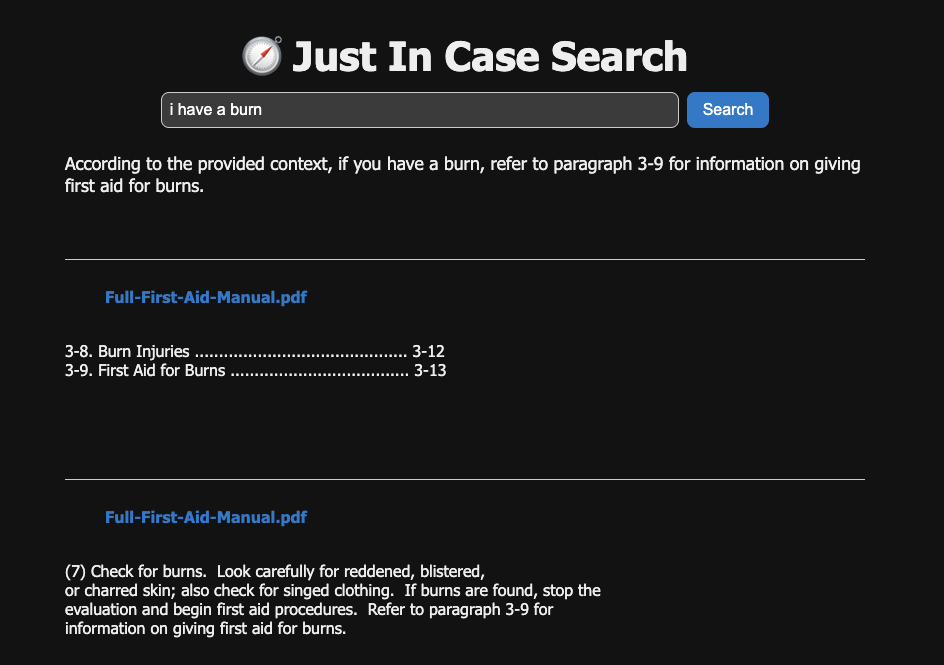 Just In Case Search
i have a burn
Search
According to the provided context, if you have a burn, refer to paragraph 3-9 for information on giving
first aid for burns.
Full-First-Aid-Manual.pdf
3-8. Burn Injuries ............................................ 3-12
3-9. First Aid for Burns ..................................... 3-13
Full-First-Aid-Manual.pdf
(7) Check for burns.  Look carefully for reddened, blistered,
or charred skin; also check for singed clothing.  If burns are found, stop the
evaluation and begin first aid procedures.  Refer to paragraph 3-9 for
information on giving first aid for burns.